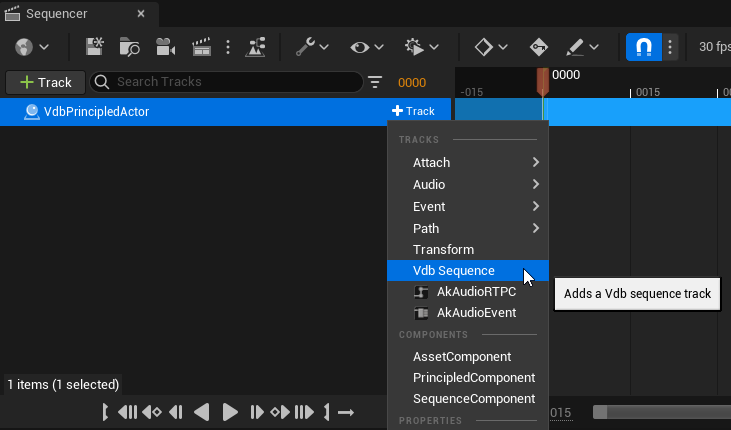 Sequencer
30 fps
Track
Search Tracks
0000
0000
-015
0015
VdbPrincipledActor
Track
TRACKS
Attach
Audio
Event
Path
Transform
Vdb Sequence
Adds a Vdb sequence track
AkAudioRTPC
AkAudioEvent
COMPONENTS
AssetComponent
1 items (1 selected)
PrincipledComponent
SequenceComponent
015
PROPERTIES